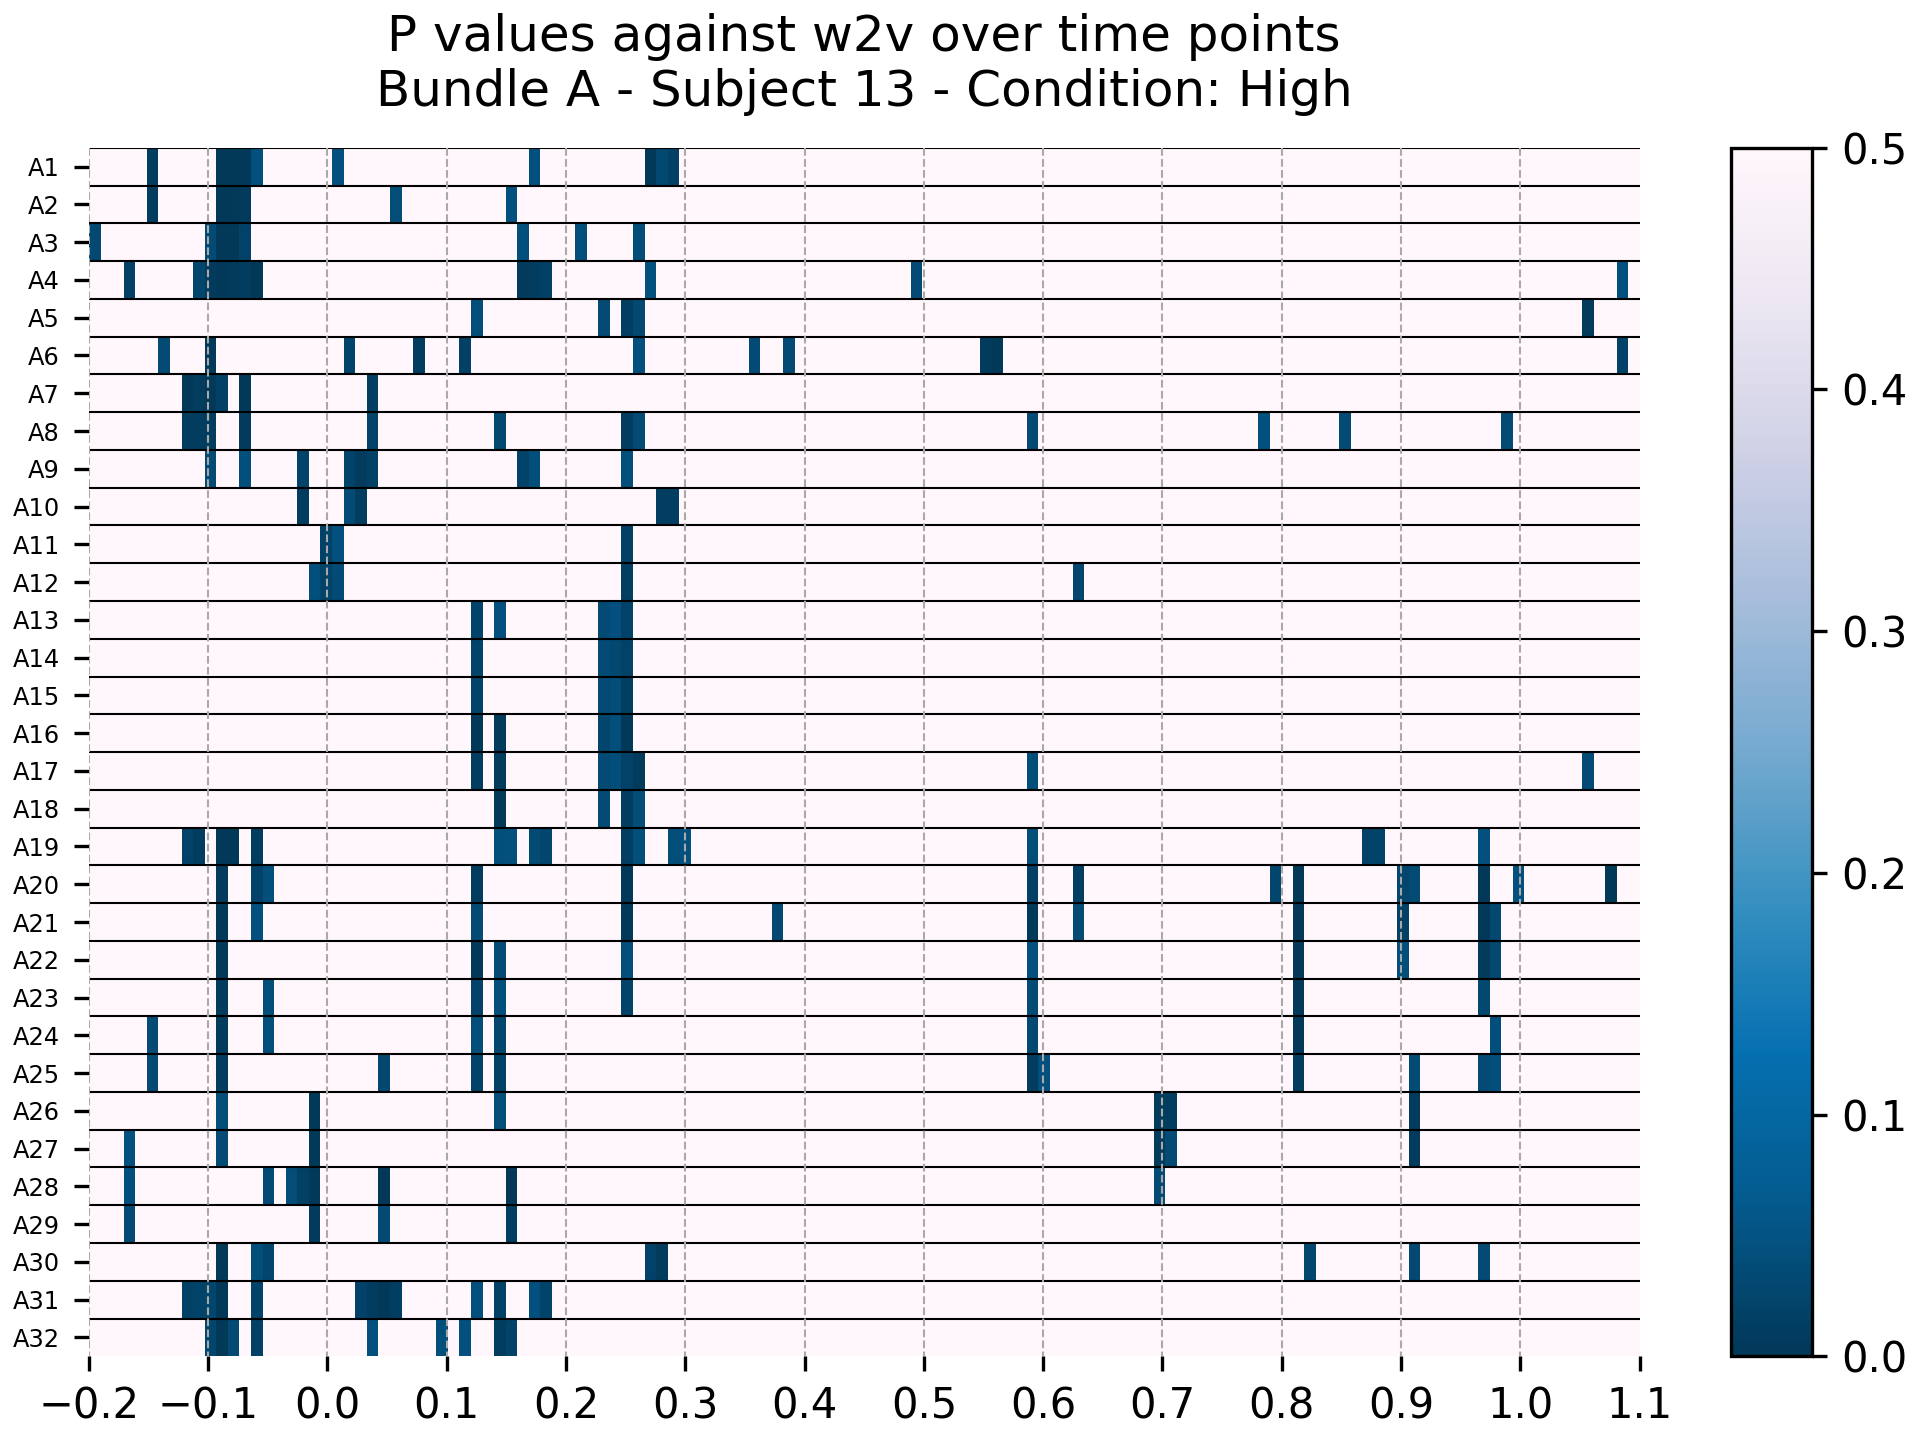 P values against w2v over time points
Bundle A - Subject 13 - Condition: High
A1
A2
A3
A4
A5
A6
A7
A8
A9
A10
A11
A12
A13
A14
A15
A16
A17
A18
A19
A20
A21
A22
A23
A24
A25
A26
A27
A28
A29
A30
A31
A32
−0.2 −0.1 0.0 0.1 0.2 0.3 0.4 0.5 0.6 0.7 0.8 0.9 1.0 1.1
0.5
0.4
0.3
0.2
0.1
0.0